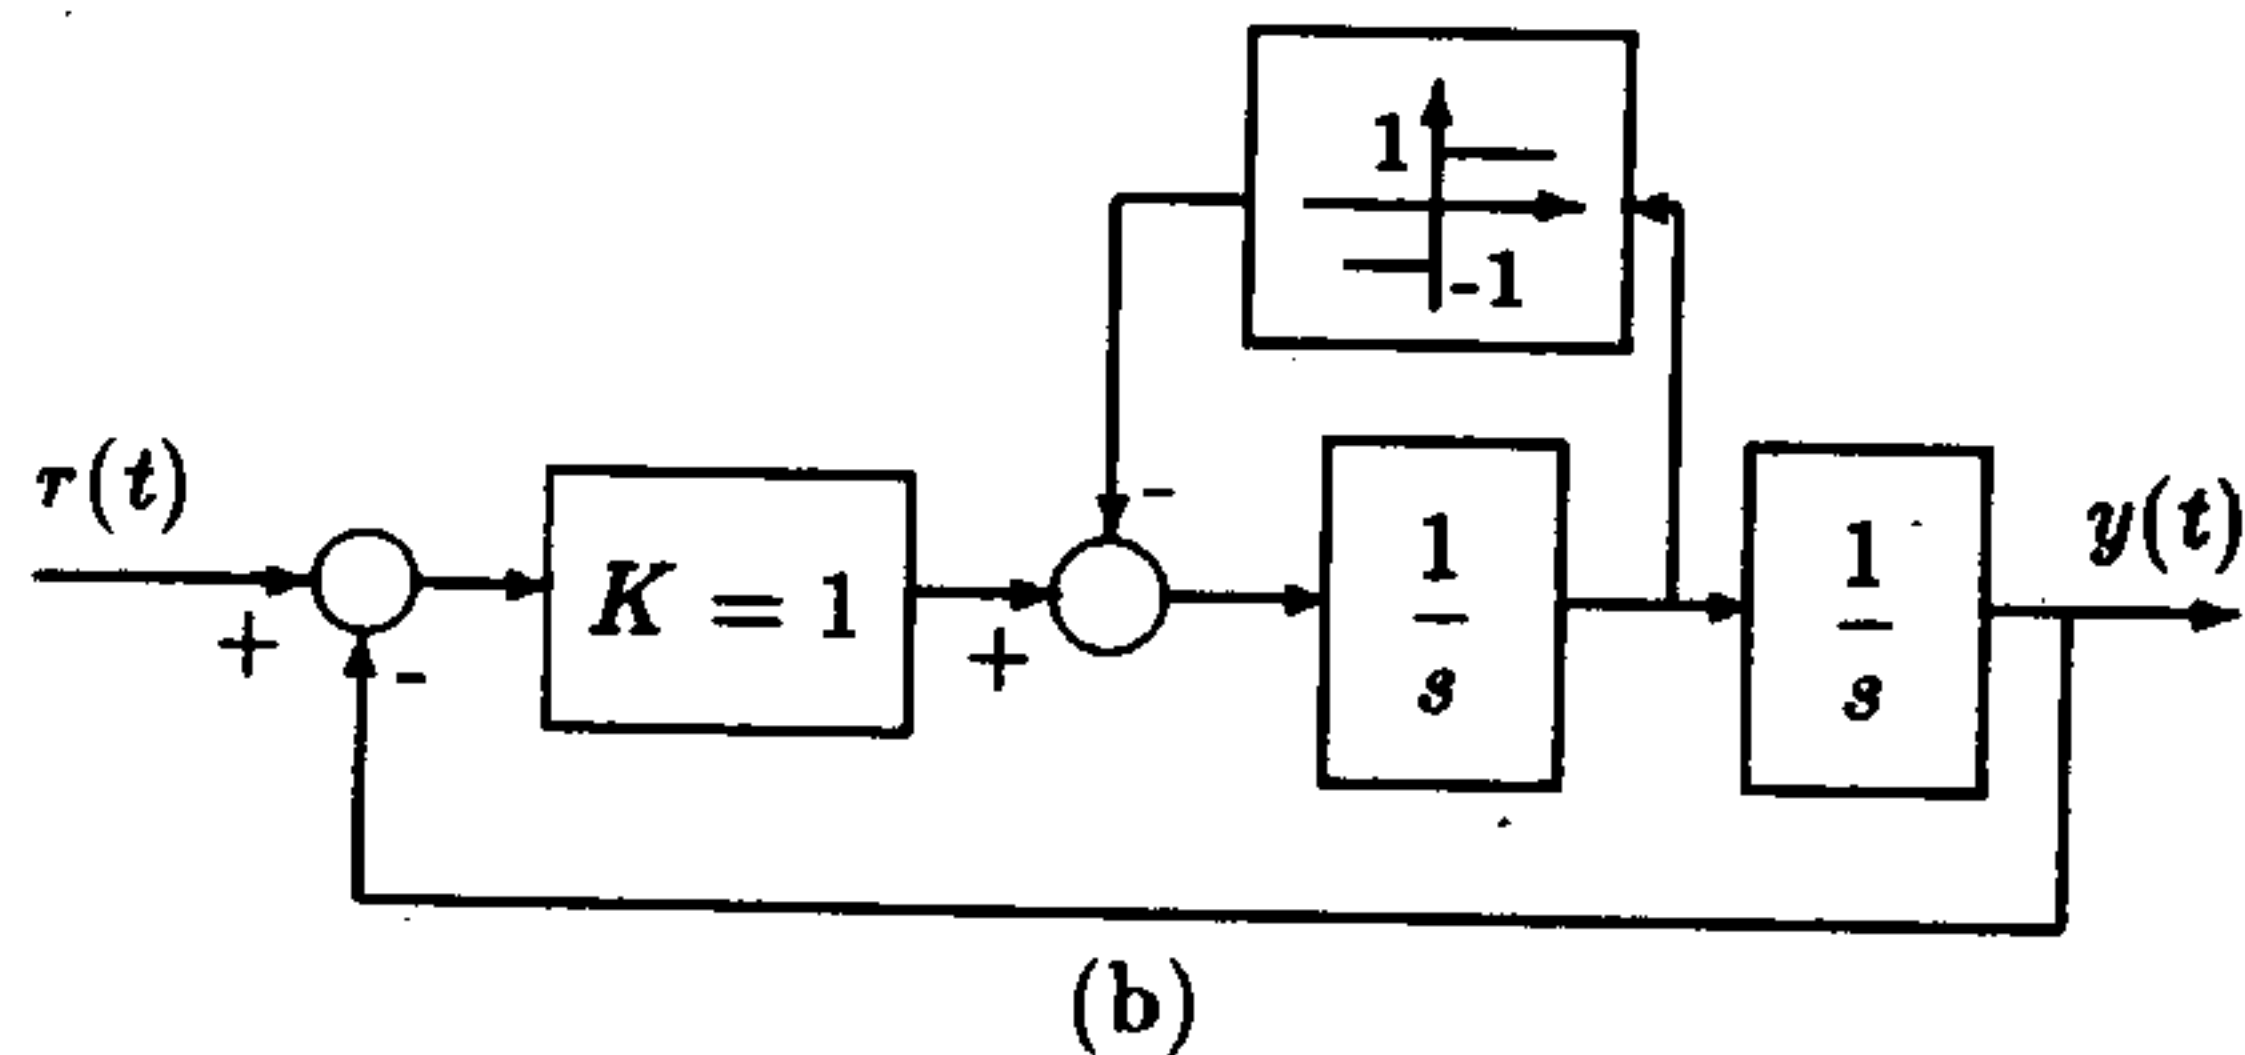 1
-1
r(t)
+
-
K = 1
+
-
1
s
1
s
y(t)
(b)